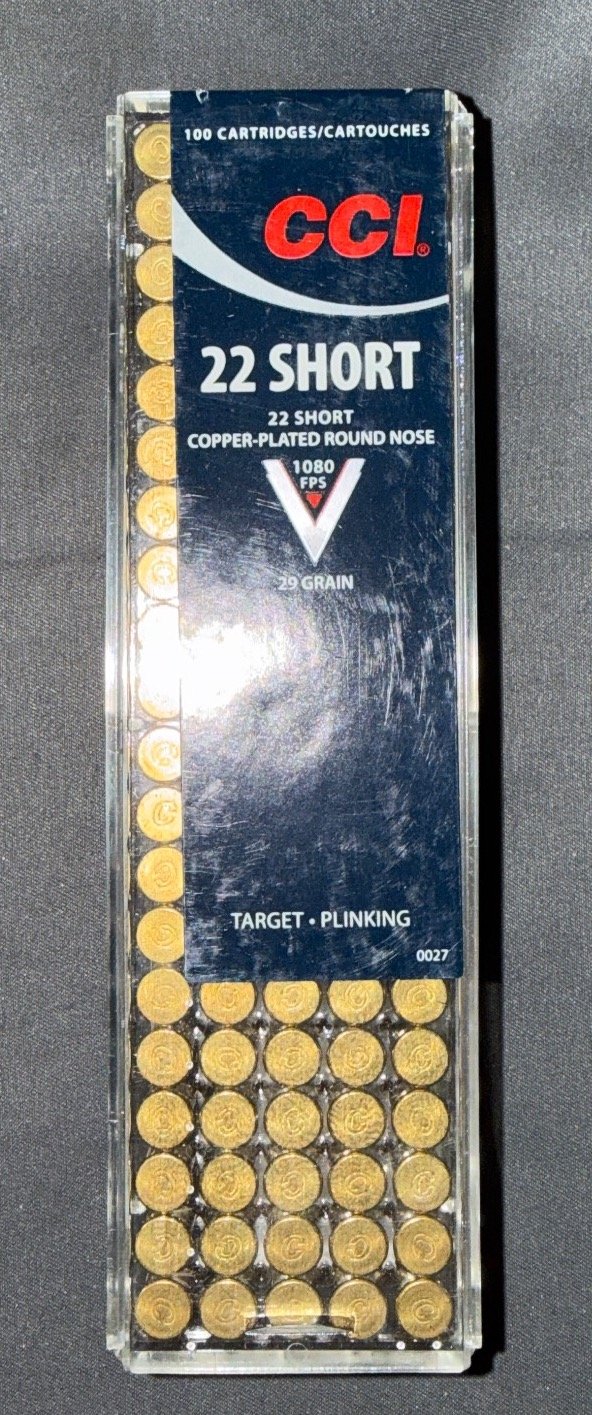 100 CARTRIDGES/CARTOUCHES
CCI®
22 SHORT
22 SHORT
COPPER-PLATED ROUND NOSE
1080
FPS
29 GRAIN
TARGET • PLINKING
0027